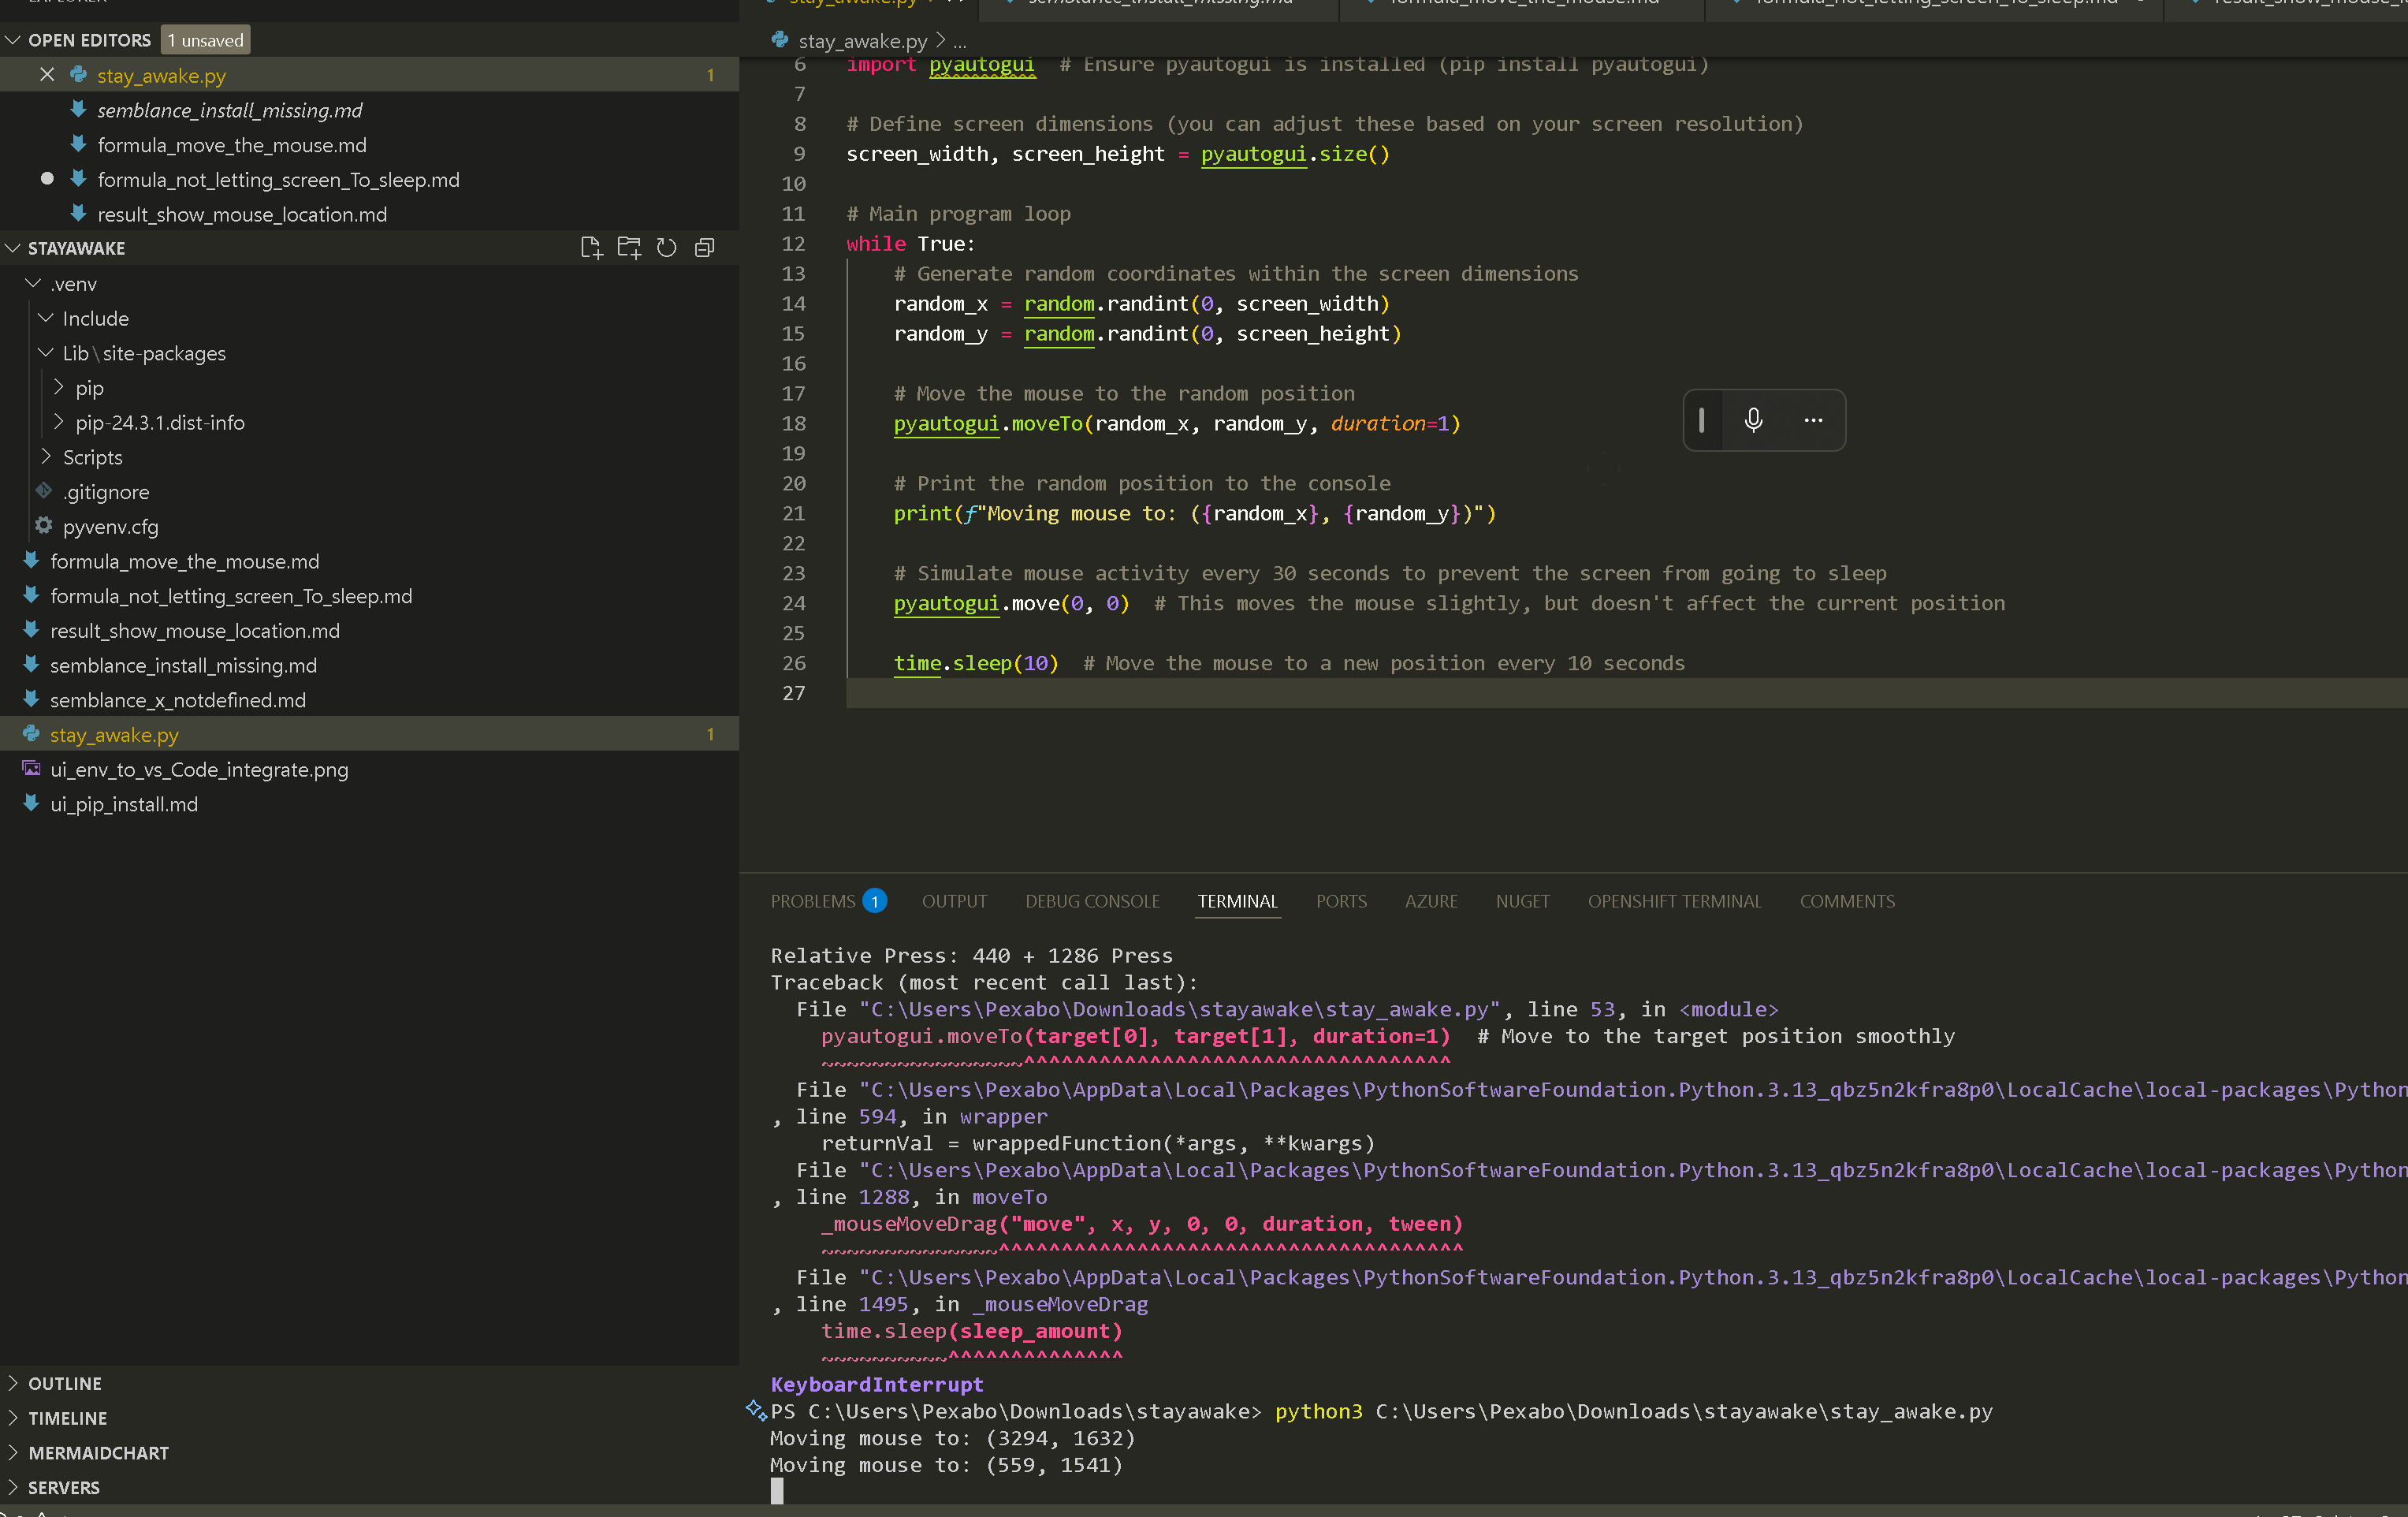 EXPLORER
OPEN EDITORS 1 unsaved
stay_awake.py 1
semblance_install_missing.md
formula_move_the_mouse.md
formula_not_letting_screen_To_sleep.md
result_show_mouse_location.md
STAYAWAKE
.venv
Include
Lib\site-packages
pip
pip-24.3.1.dist-info
Scripts
.gitignore
pyvenv.cfg
formula_move_the_mouse.md
formula_not_letting_screen_To_sleep.md
result_show_mouse_location.md
semblance_install_missing.md
semblance_x_notdefined.md
stay_awake.py 1
ui_env_to_vs_Code_integrate.png
ui_pip_install.md
OUTLINE
TIMELINE
MERMAIDCHART
SERVERS
stay_awake.py semblance_install_missing.md formula_move_the_mouse.md formula_not_letting_screen_To_sleep.md
stay_awake.py > ...
6 import pyautogui # Ensure pyautogui is installed (pip install pyautogui)
7
8 # Define screen dimensions (you can adjust these based on your screen resolution)
9 screen_width, screen_height = pyautogui.size()
10
11 # Main program loop
12 while True:
13 # Generate random coordinates within the screen dimensions
14 random_x = random.randint(0, screen_width)
15 random_y = random.randint(0, screen_height)
16
17 # Move the mouse to the random position
18 pyautogui.moveTo(random_x, random_y, duration=1)
19
20 # Print the random position to the console
21 print(f"Moving mouse to: ({random_x}, {random_y})")
22
23 # Simulate mouse activity every 30 seconds to prevent the screen from going to sleep
24 pyautogui.move(0, 0) # This moves the mouse slightly, but doesn't affect the current position
25
26 time.sleep(10) # Move the mouse to a new position every 10 seconds
27
PROBLEMS 1 OUTPUT DEBUG CONSOLE TERMINAL PORTS AZURE NUGET OPENSHIFT TERMINAL COMMENTS
Relative Press: 440 + 1286 Press
Traceback (most recent call last):
File "C:\Users\Pexabo\Downloads\stayawake\stay_awake.py", line 53, in <module>
pyautogui.moveTo(target[0], target[1], duration=1) # Move to the target position smoothly
~~~~~~~~~~~~~~~~^^^^^^^^^^^^^^^^^^^^^^^^^^^^^^^^^^
File "C:\Users\Pexabo\AppData\Local\Packages\PythonSoftwareFoundation.Python.3.13_qbz5n2kfra8p0\LocalCache\local-packages\Python
, line 594, in wrapper
returnVal = wrappedFunction(*args, **kwargs)
File "C:\Users\Pexabo\AppData\Local\Packages\PythonSoftwareFoundation.Python.3.13_qbz5n2kfra8p0\LocalCache\local-packages\Python
, line 1288, in moveTo
_mouseMoveDrag("move", x, y, 0, 0, duration, tween)
~~~~~~~~~~~~~~^^^^^^^^^^^^^^^^^^^^^^^^^^^^^^^^^^^^^
File "C:\Users\Pexabo\AppData\Local\Packages\PythonSoftwareFoundation.Python.3.13_qbz5n2kfra8p0\LocalCache\local-packages\Python
, line 1495, in _mouseMoveDrag
time.sleep(sleep_amount)
~~~~~~~~~~^^^^^^^^^^^^^^
KeyboardInterrupt
PS C:\Users\Pexabo\Downloads\stayawake> python3 C:\Users\Pexabo\Downloads\stayawake\stay_awake.py
Moving mouse to: (3294, 1632)
Moving mouse to: (559, 1541)